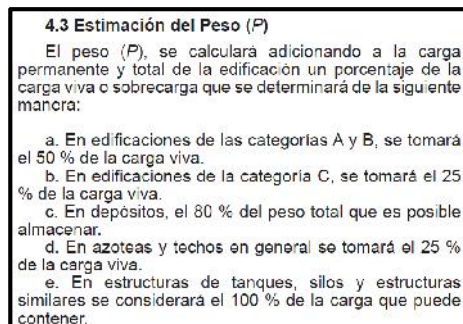 4.3 Estimación del Peso (P)
El peso (P), se calculará adicionando a la carga
permanente y total de la edificación un porcentaje de la
carga viva o sobrecarga que se determinará de la siguiente
manera:
a. En edificaciones de las categorías A y B, se tomará
el 50 % de la carga viva.
b. En edificaciones de la categoría C, se tomará el 25
% de la carga viva.
c. En depósitos, el 80 % del peso total que es posible
almacenar.
d. En azoteas y techos en general se tomará el 25 %
de la carga viva.
e. En estructuras de tanques, silos y estructuras
similares se considerará el 100 % de la carga que puede
contener.